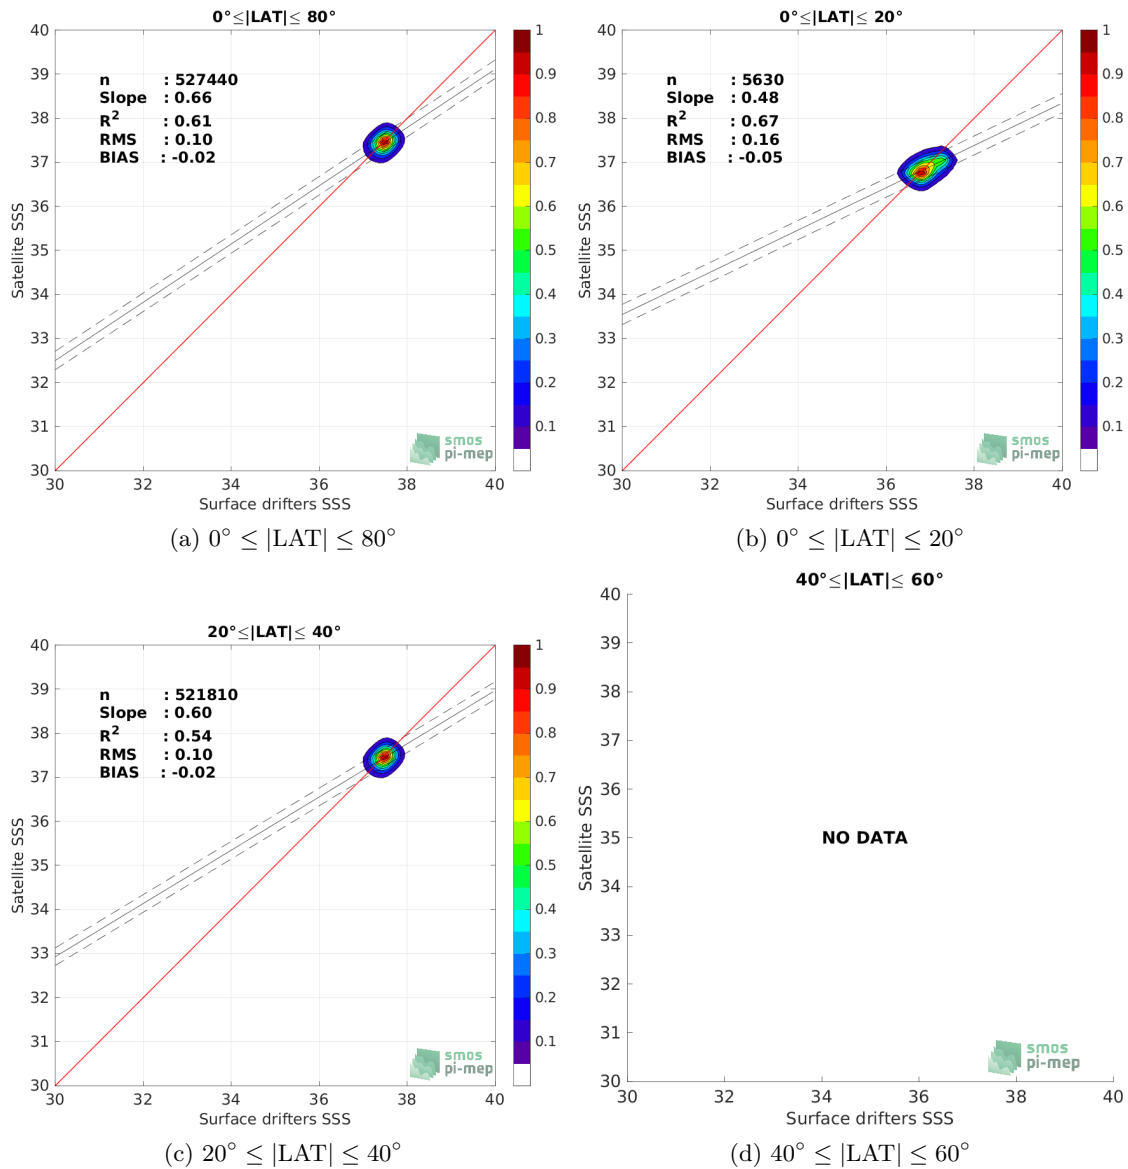 0°≤|LAT|≤ 80°
n : 527440
Slope : 0.66
R² : 0.61
RMS : 0.10
BIAS : -0.02
40
39
38
37
36
35
34
33
32
31
30
Satellite SSS
30 32 34 36 38 40
Surface drifters SSS
1
0.9
0.8
0.7
0.6
0.5
0.4
0.3
0.2
0.1
smos
pi-mep
(a) 0° ≤ |LAT| ≤ 80°
0°≤|LAT|≤ 20°
n : 5630
Slope : 0.48
R² : 0.67
RMS : 0.16
BIAS : -0.05
40
39
38
37
36
35
34
33
32
31
30
Satellite SSS
30 32 34 36 38 40
Surface drifters SSS
1
0.9
0.8
0.7
0.6
0.5
0.4
0.3
0.2
0.1
smos
pi-mep
(b) 0° ≤ |LAT| ≤ 20°
20°≤|LAT|≤ 40°
n : 521810
Slope : 0.60
R² : 0.54
RMS : 0.10
BIAS : -0.02
40
39
38
37
36
35
34
33
32
31
30
Satellite SSS
30 32 34 36 38 40
Surface drifters SSS
1
0.9
0.8
0.7
0.6
0.5
0.4
0.3
0.2
0.1
smos
pi-mep
(c) 20° ≤ |LAT| ≤ 40°
40°≤|LAT|≤ 60°
40
39
38
37
36
35
34
33
32
31
30
Satellite SSS
NO DATA
30 32 34 36 38 40
Surface drifters SSS
smos
pi-mep
(d) 40° ≤ |LAT| ≤ 60°